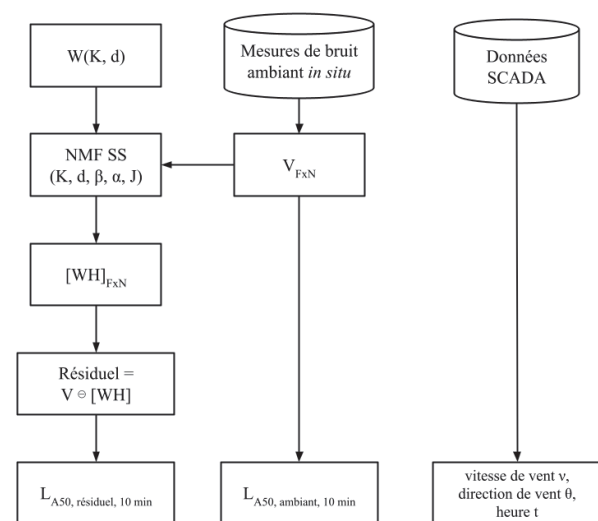 W(K, d)
Mesures de bruit
ambiant in situ
Données
SCADA
NMF SS
(K, d, β, α, J)
V_FxN
[WH]_FxN
Résiduel =
V ⊖ [WH]
L_A50, résiduel, 10 min
L_A50, ambiant, 10 min
vitesse de vent v,
direction de vent θ,
heure t